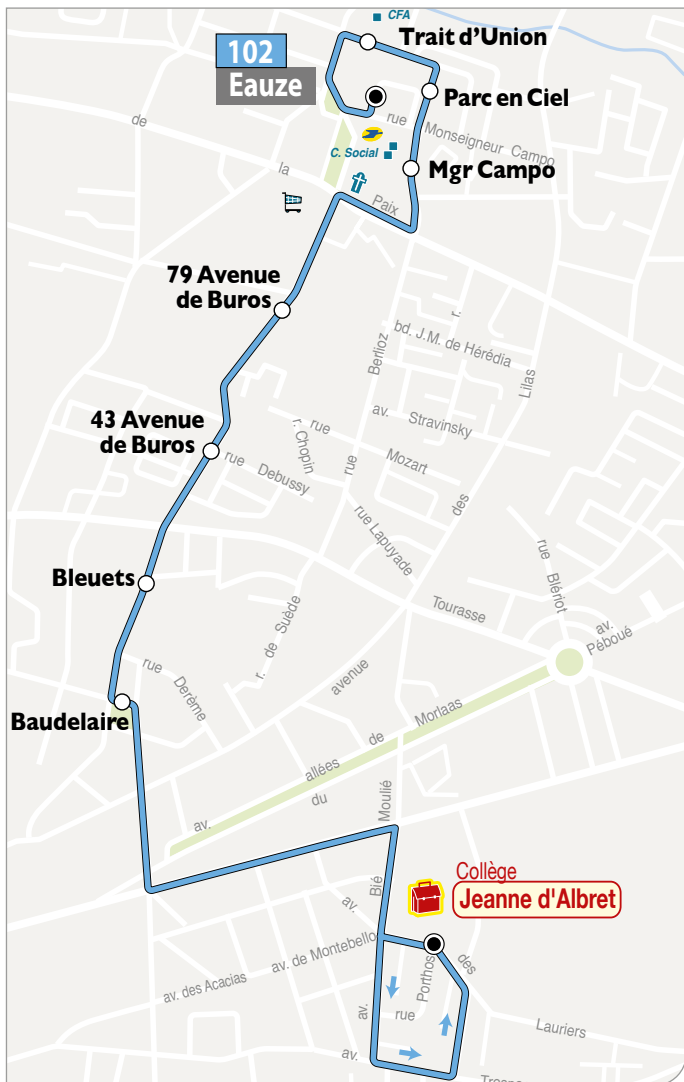 CFA
Trait d'Union
102
Eauze
Parc en Ciel
rue Monseigneur Campo
de la Paix
C. Social
Mgr Campo
79 Avenue
de Buros
bd. J.M. de Hérédia
r.
rue Berlioz
av. Stravinsky
avenue des Lilas
43 Avenue
de Buros
r. Chopin
rue Mozart
rue Debussy
rue Lapuyade
Bleuets
Tourasse
rue Blériot
av. Péboué
r. de Suède
rue Derème
Baudelaire
allées de Morlaas
av. du
av. Bié Moulié
Collège
Jeanne d'Albret
av. de Montebello
av.
av. des Acacias
rue Porthos
des Lauriers
av.